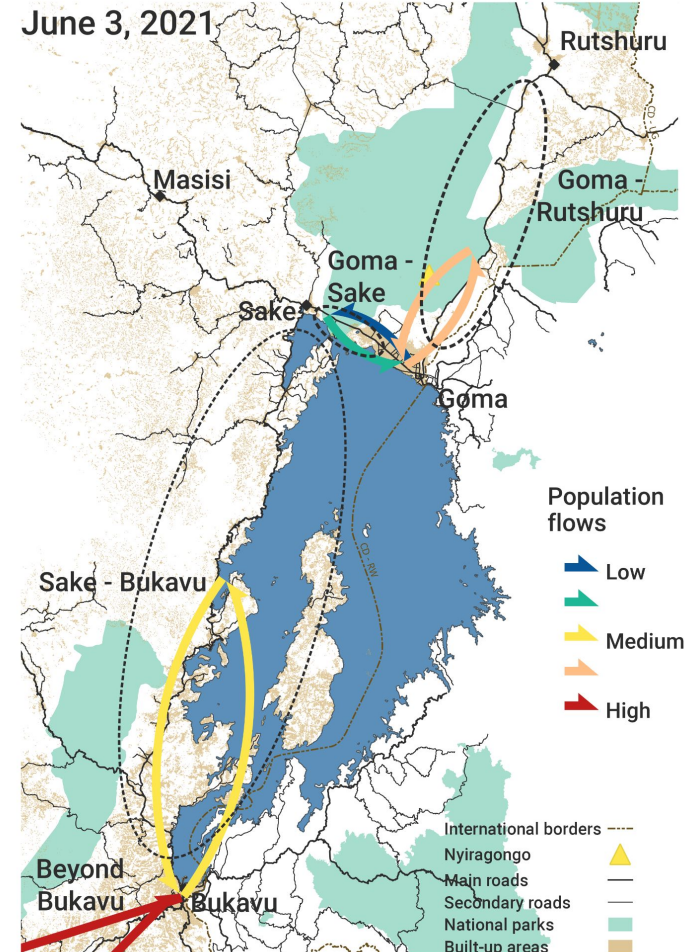 June 3, 2021
Rutshuru
Masisi
Goma -
Rutshuru
Goma -
Sake
Sake
Goma
Population
flows
Low
CD - RW
Sake - Bukavu
Medium
High
International borders
Nyiragongo
Main roads
Beyond
Bukavu
Bukavu
Secondary roads
National parks
Built-up areas